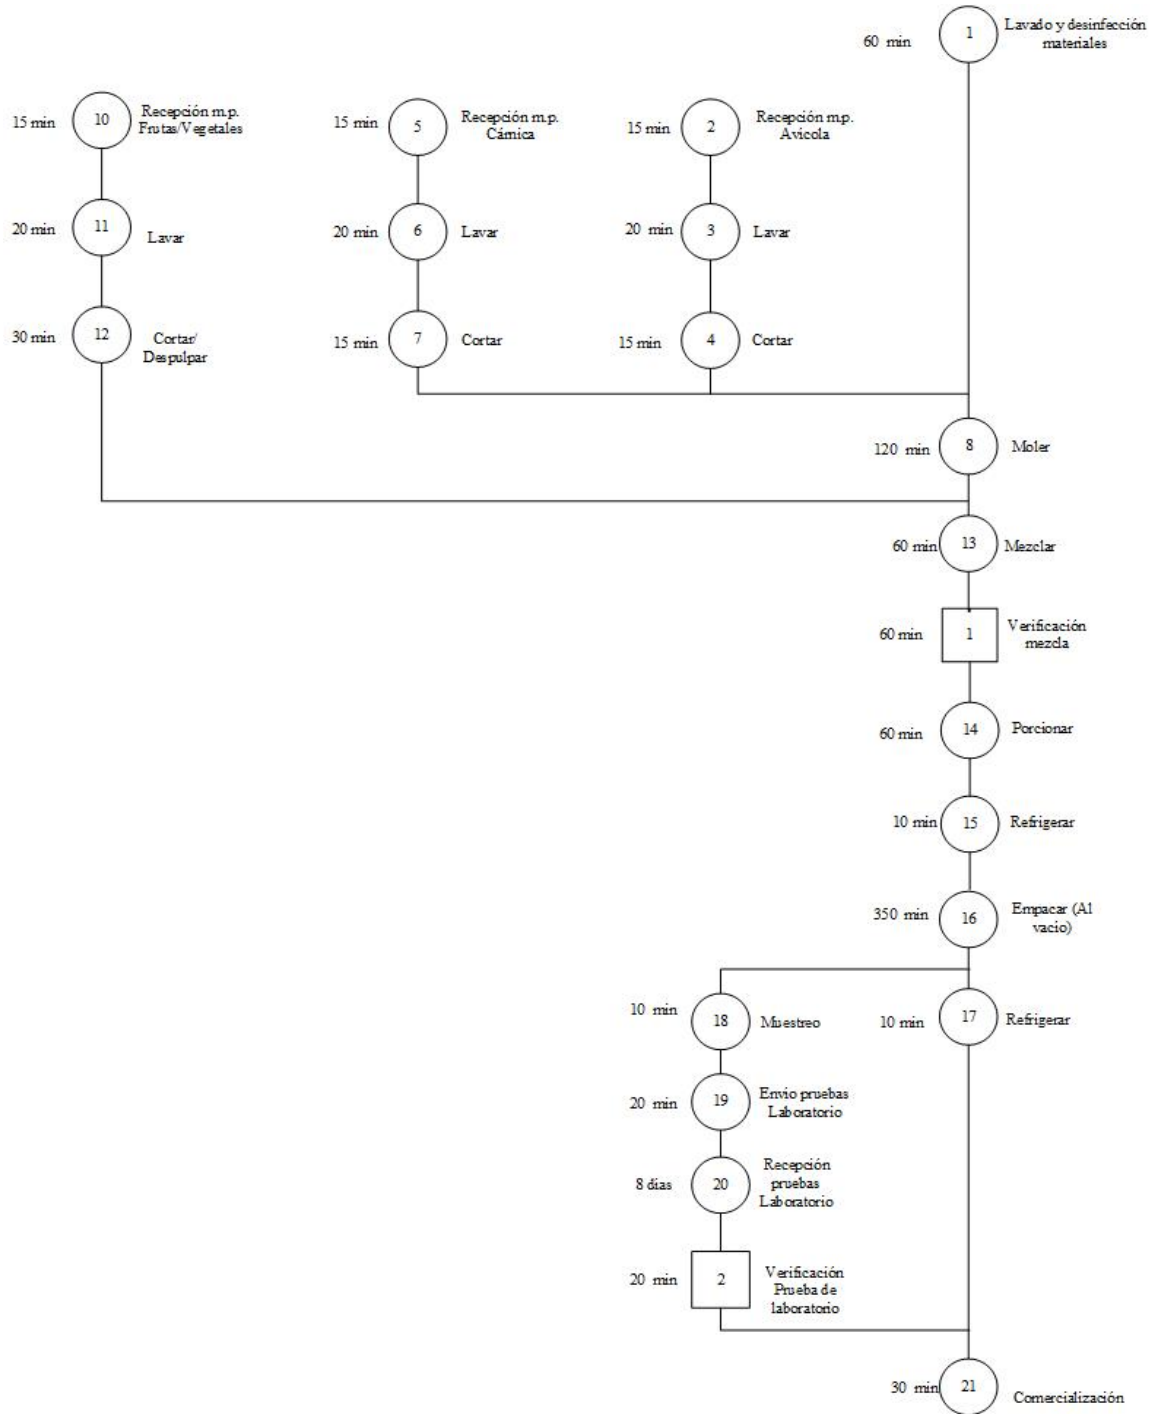 60 min
1
Lavado y desinfección
materiales
15 min
10
Recepción m.p.
Frutas/Vegetales
15 min
5
Recepción m.p.
Cárnica
15 min
2
Recepción m.p.
Avicola
20 min
11
Lavar
20 min
6
Lavar
20 min
3
Lavar
30 min
12
Cortar/
Despulpar
15 min
7
Cortar
15 min
4
Cortar
120 min
8
Moler
60 min
13
Mezclar
60 min
1
Verificación
mezcla
60 min
14
Porcionar
10 min
15
Refrigerar
350 min
16
Empacar (Al
vacio)
10 min
18
Muestreo
10 min
17
Refrigerar
20 min
19
Envio pruebas
Laboratorio
8 dias
20
Recepción
pruebas
Laboratorio
20 min
2
Verificación
Prueba de
laboratorio
30 min
21
Comercialización